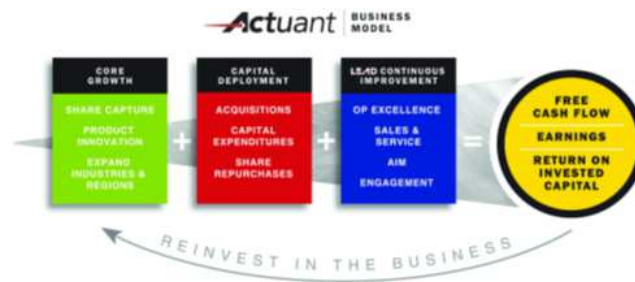 Actuant BUSINESS
MODEL
CORE
GROWTH
SHARE CAPTURE
PRODUCT
INNOVATION
EXPAND
INDUSTRIES &
REGIONS
+
CAPITAL
DEPLOYMENT
ACQUISITIONS
CAPITAL
EXPENDITURES
SHARE
REPURCHASES
+
LEAD CONTINUOUS
IMPROVEMENT
OP EXCELLENCE
SALES &
SERVICE
AIM
ENGAGEMENT
=
FREE
CASH FLOW
EARNINGS
RETURN ON
INVESTED
CAPITAL
REINVEST IN THE BUSINESS